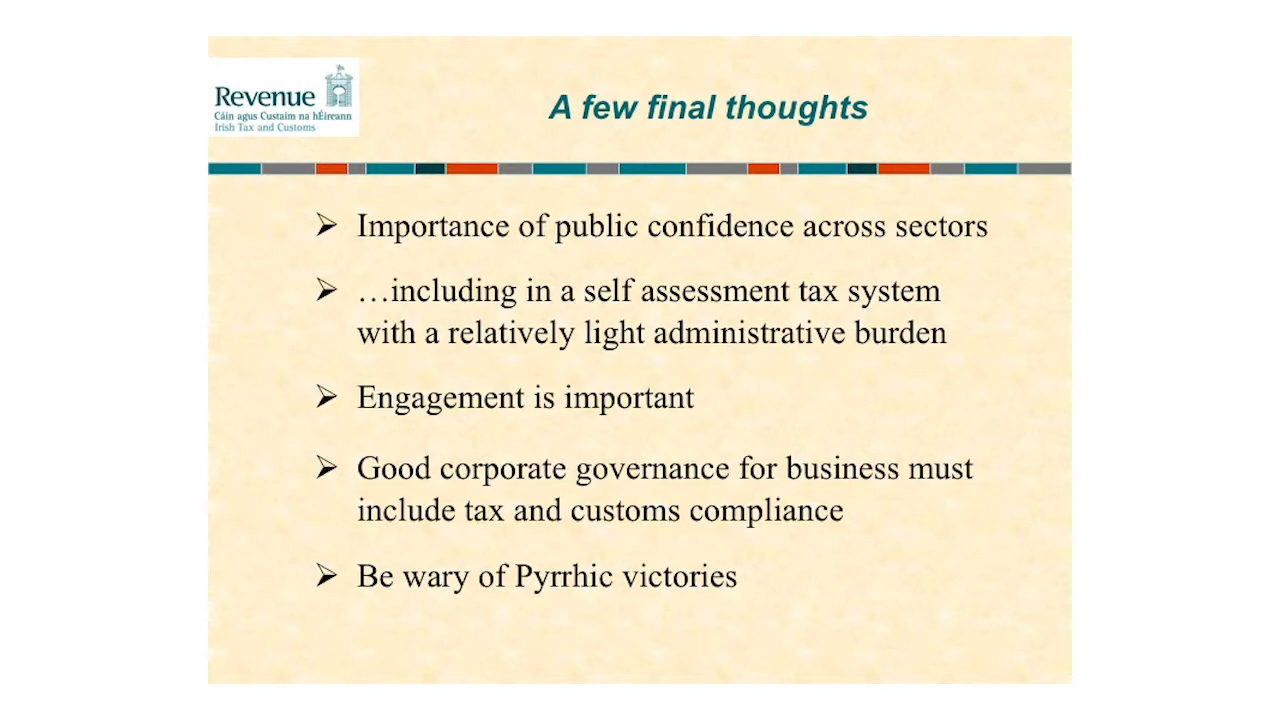 Revenue
Cáin agus Custaim na hÉireann
Irish Tax and Customs
A few final thoughts
Importance of public confidence across sectors
…including in a self assessment tax system
with a relatively light administrative burden
Engagement is important
Good corporate governance for business must
include tax and customs compliance
Be wary of Pyrrhic victories